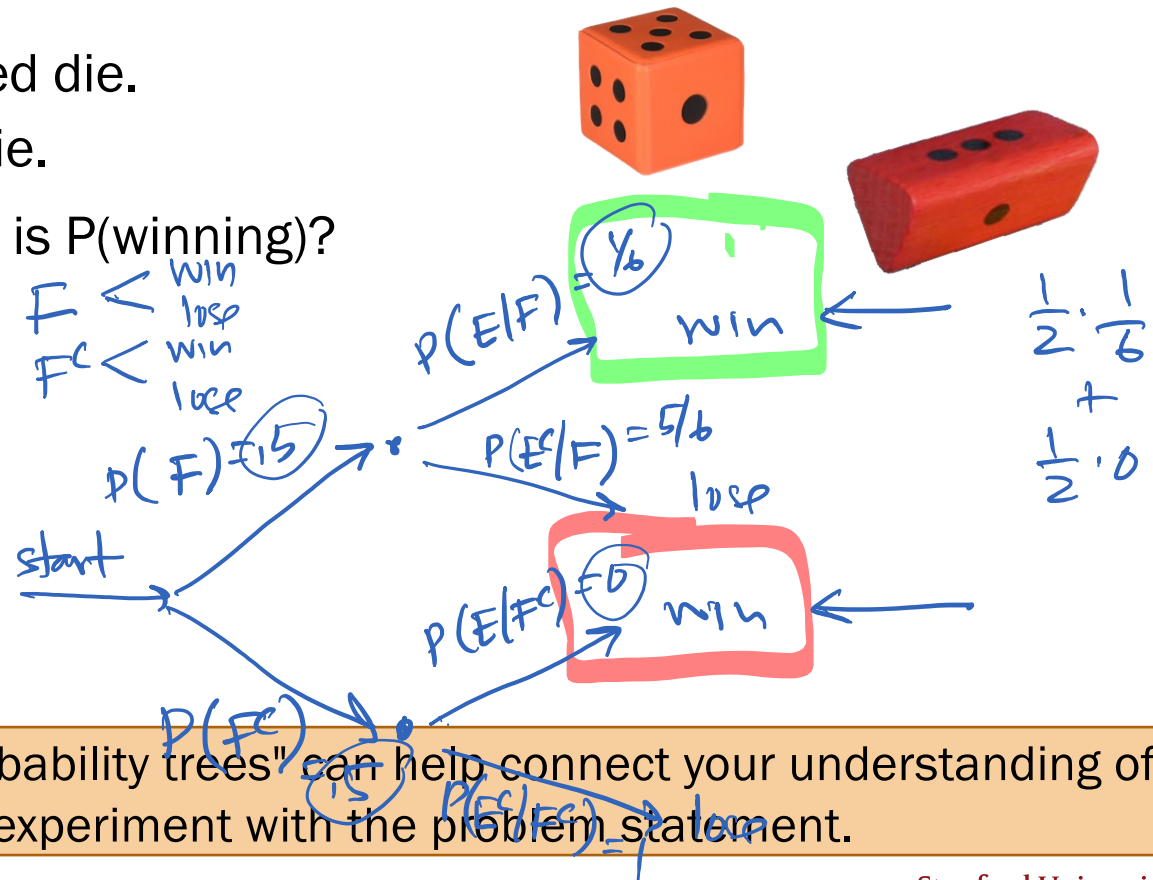 ed die.
ie.
is P(winning)?
F < win
lose
F^C < win
lose
P(E|F) = 1/6
win
1/2 · 1/6
+
1/2 · 0
P(F) = .5
P(E^C|F) = 5/6
lose
start
P(E|F^C) = 0
win
P(F^C) = .5
bability trees" can help connect your understanding of
P(E^C|F^C) = 1
lose
experiment with the problem statement.